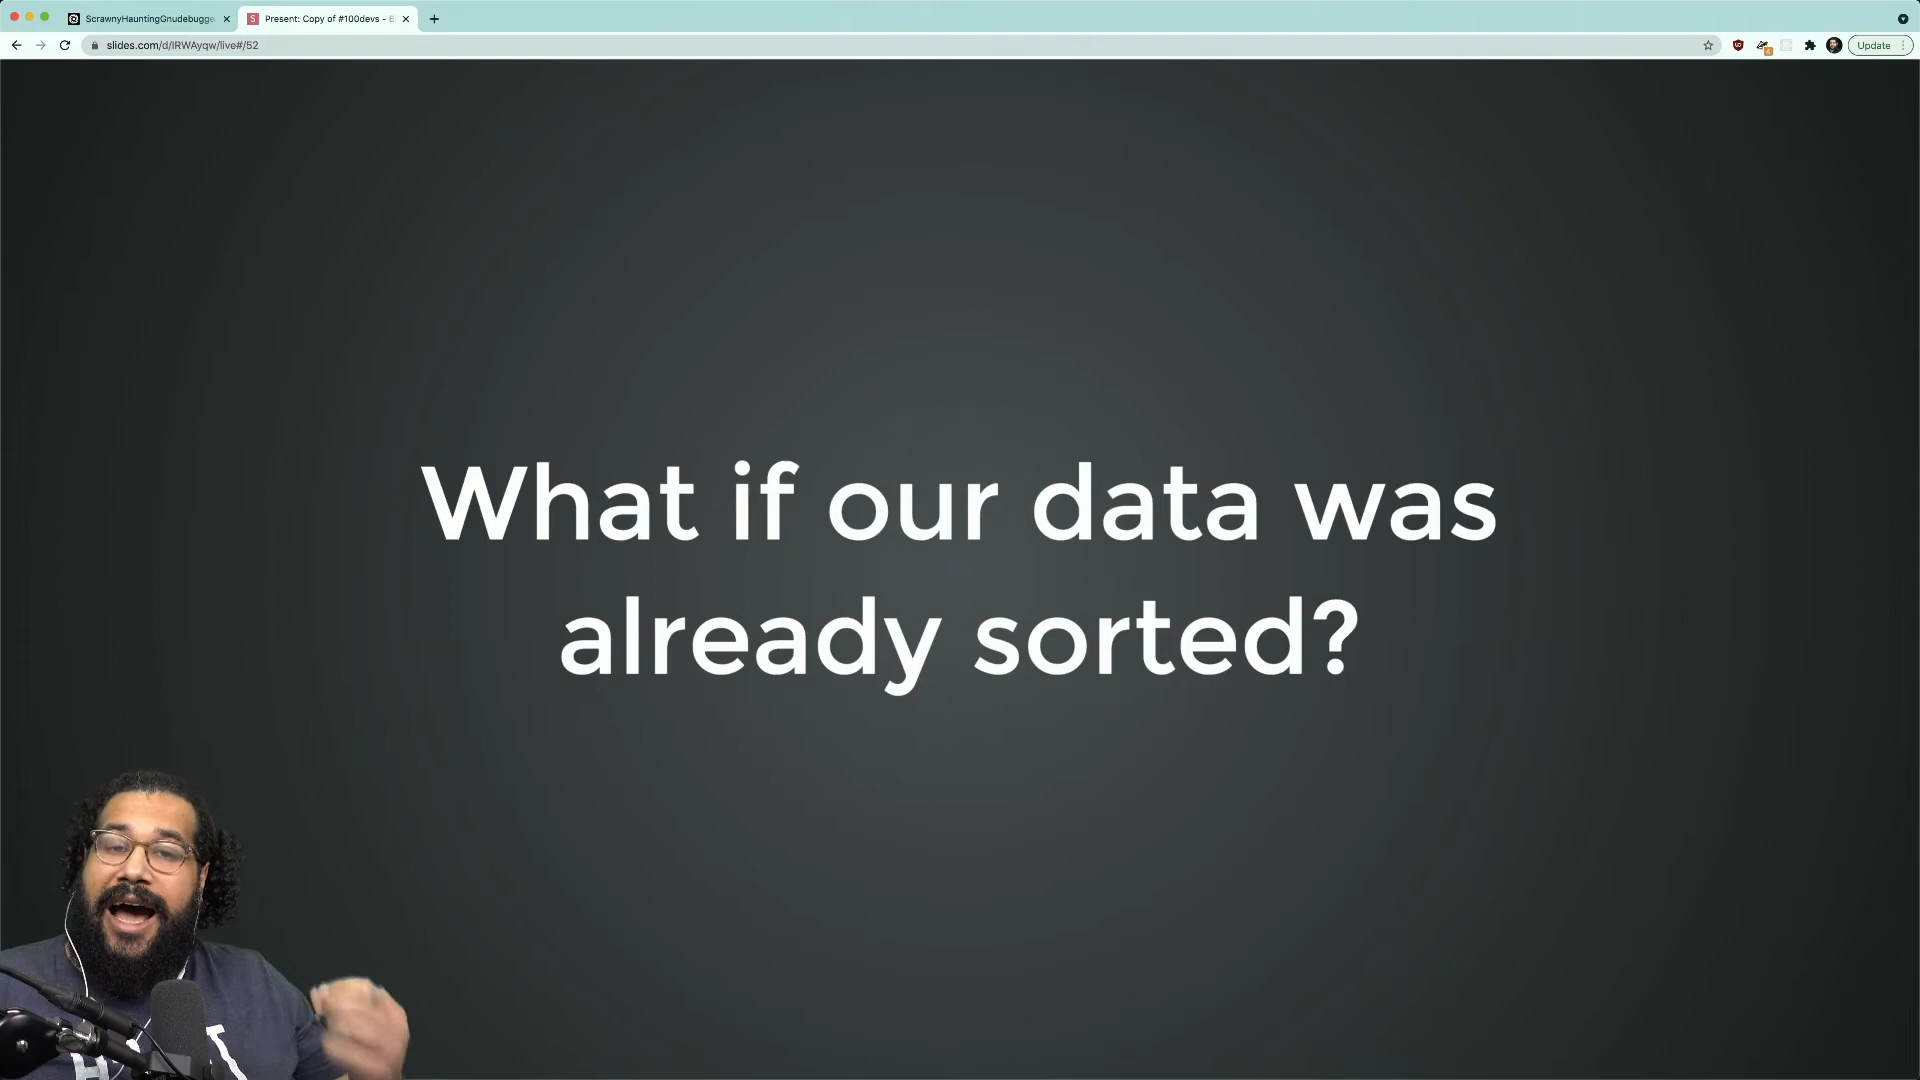 ScrawnyHauntingGnudebugge
Present: Copy of #100devs - B
slides.com/d/IRWAyqw/live#/52
Update
What if our data was
already sorted?